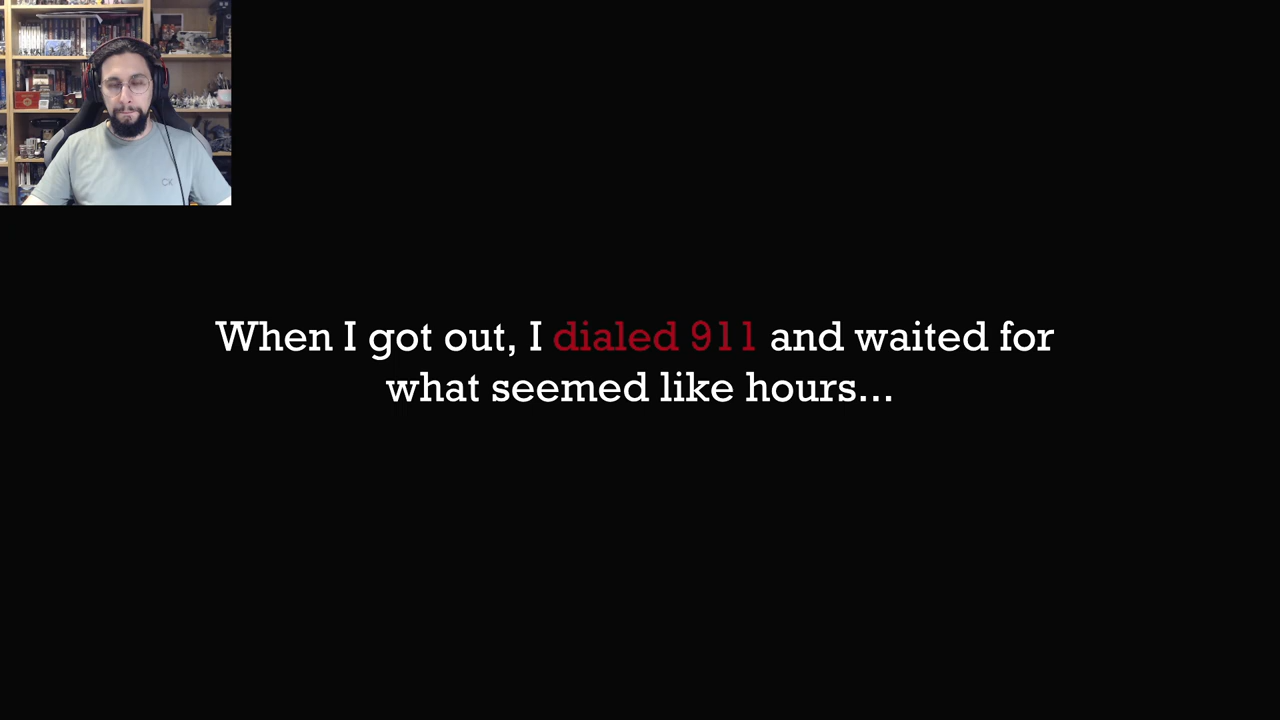 When I got out, I dialed 911 and waited for
what seemed like hours...